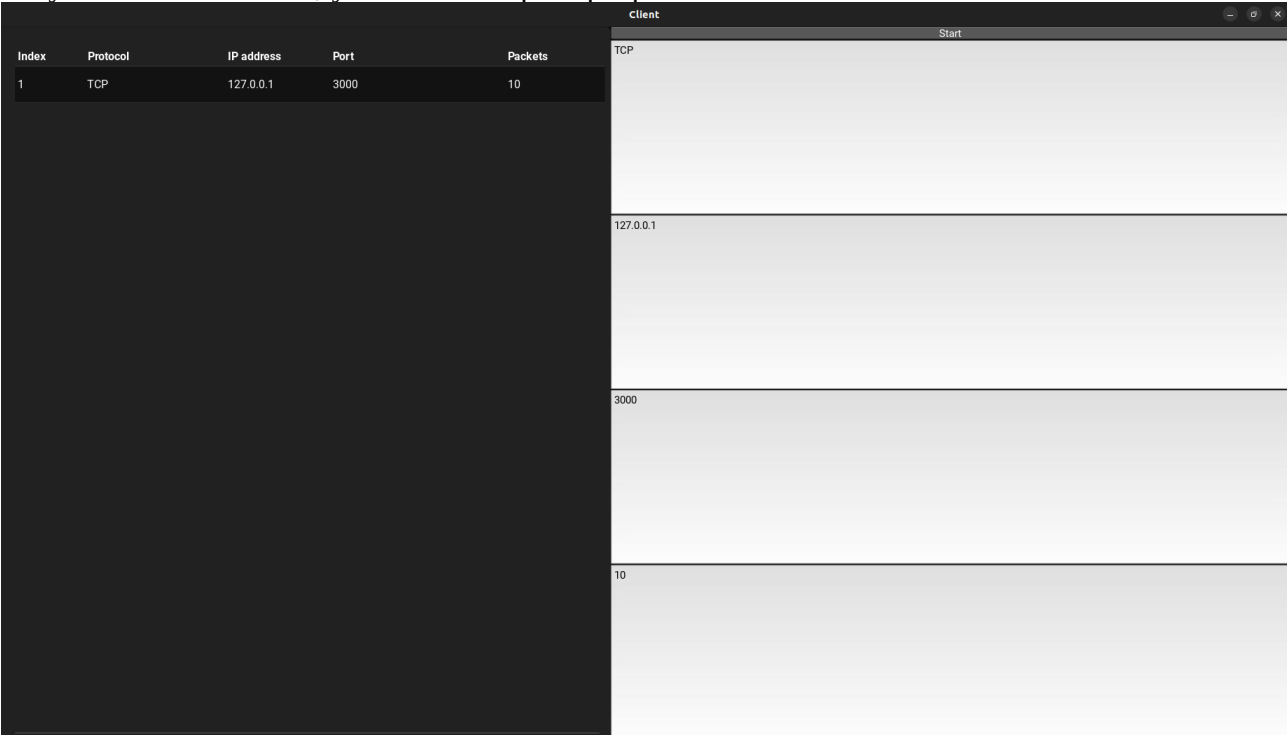 Client
Start
Index Protocol IP address Port Packets
1 TCP 127.0.0.1 3000 10
TCP
127.0.0.1
3000
10